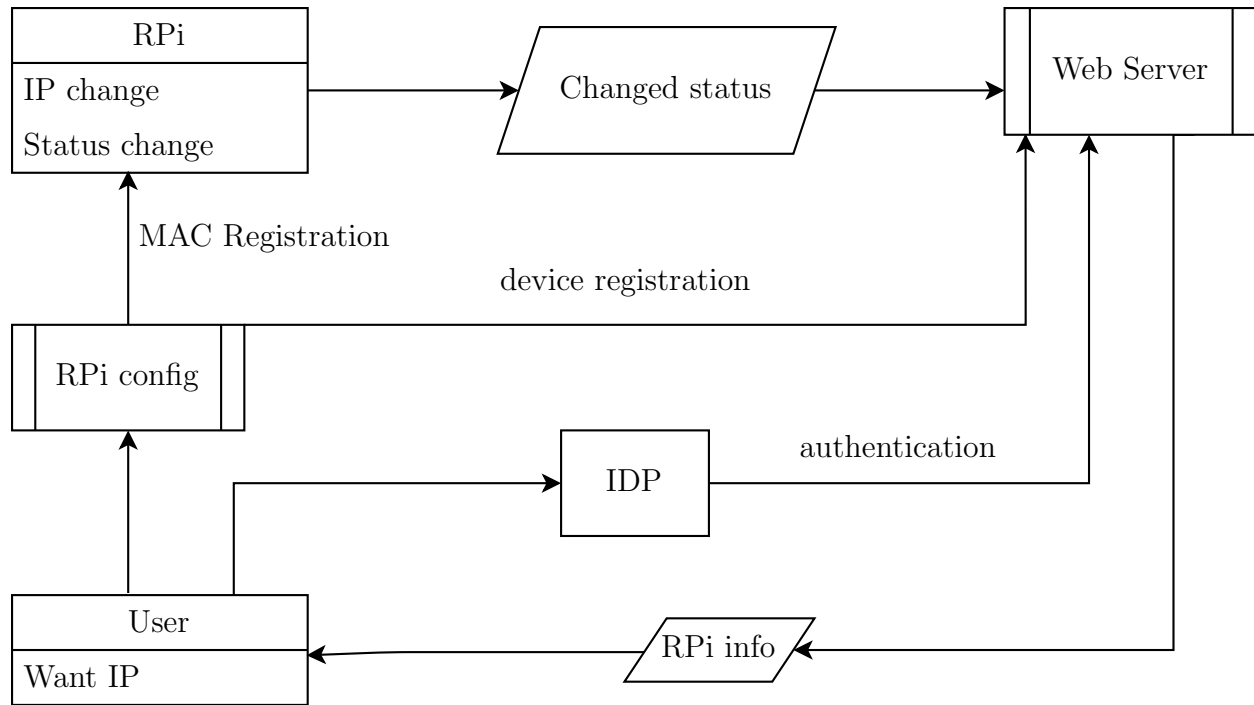 RPi
IP change
Status change
Changed status
Web Server
MAC Registration
device registration
RPi config
IDP
authentication
User
Want IP
RPi info